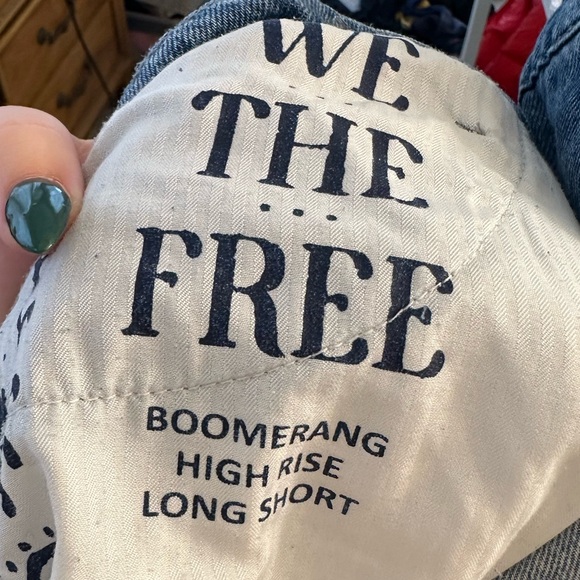 WE
THE
...
FREE
BOOMERANG
HIGH RISE
LONG SHORT